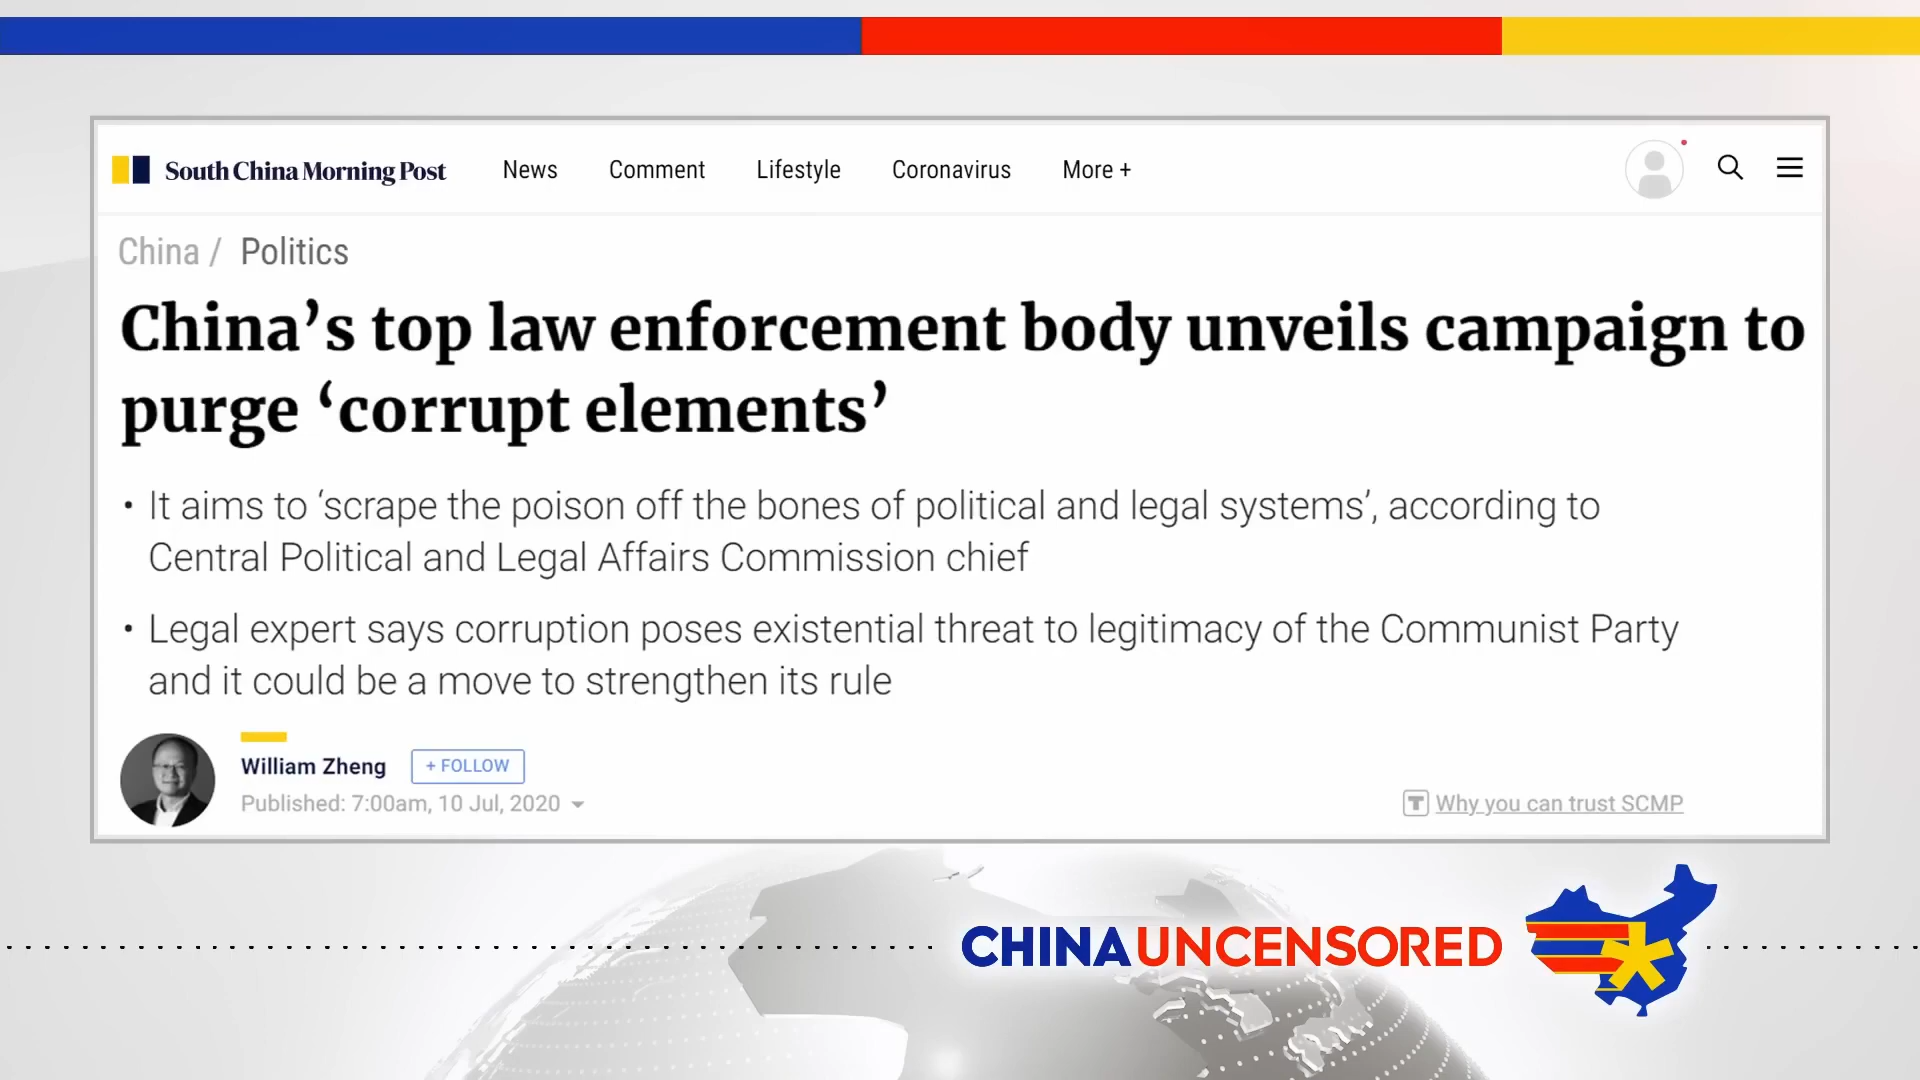 South China Morning Post News Comment Lifestyle Coronavirus More +
China / Politics
China’s top law enforcement body unveils campaign to
purge ‘corrupt elements’
• It aims to ‘scrape the poison off the bones of political and legal systems’, according to
Central Political and Legal Affairs Commission chief
• Legal expert says corruption poses existential threat to legitimacy of the Communist Party
and it could be a move to strengthen its rule
William Zheng + FOLLOW
Published: 7:00am, 10 Jul, 2020
T Why you can trust SCMP
CHINA UNCENSORED